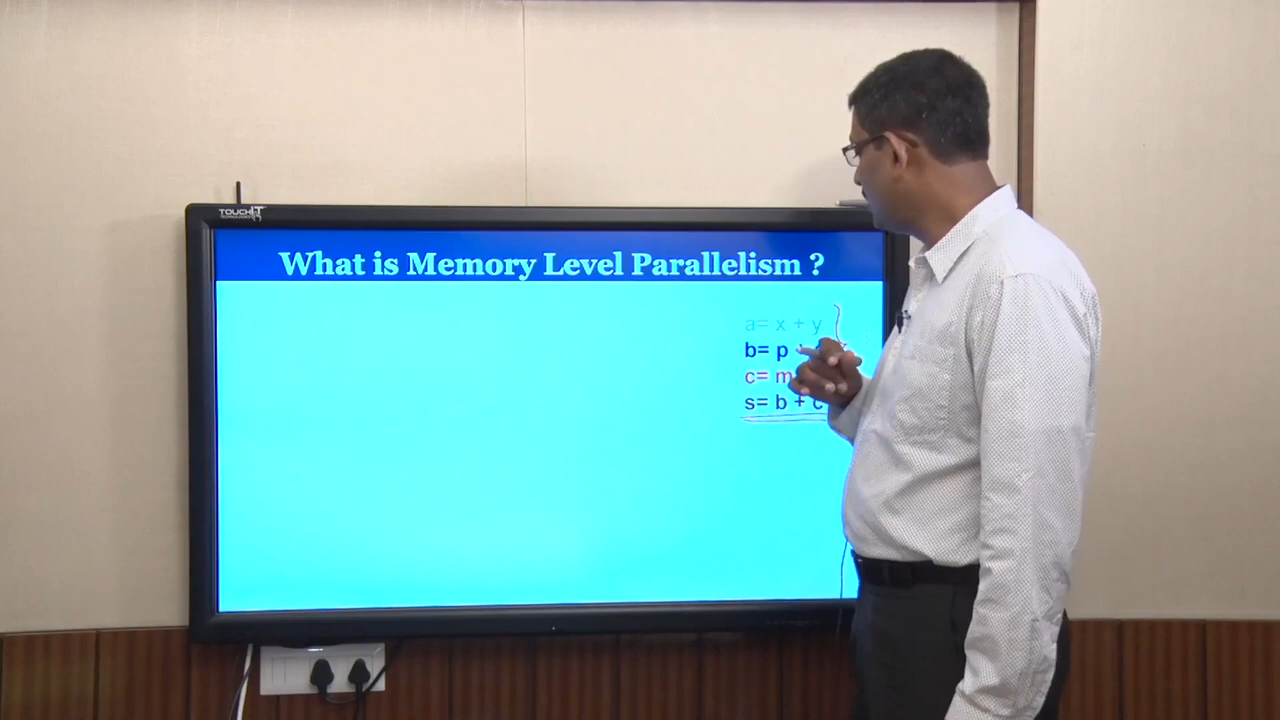 TOUCHIT
What is Memory Level Parallelism ?
a= x + y
b= p
c= m
s= b + c